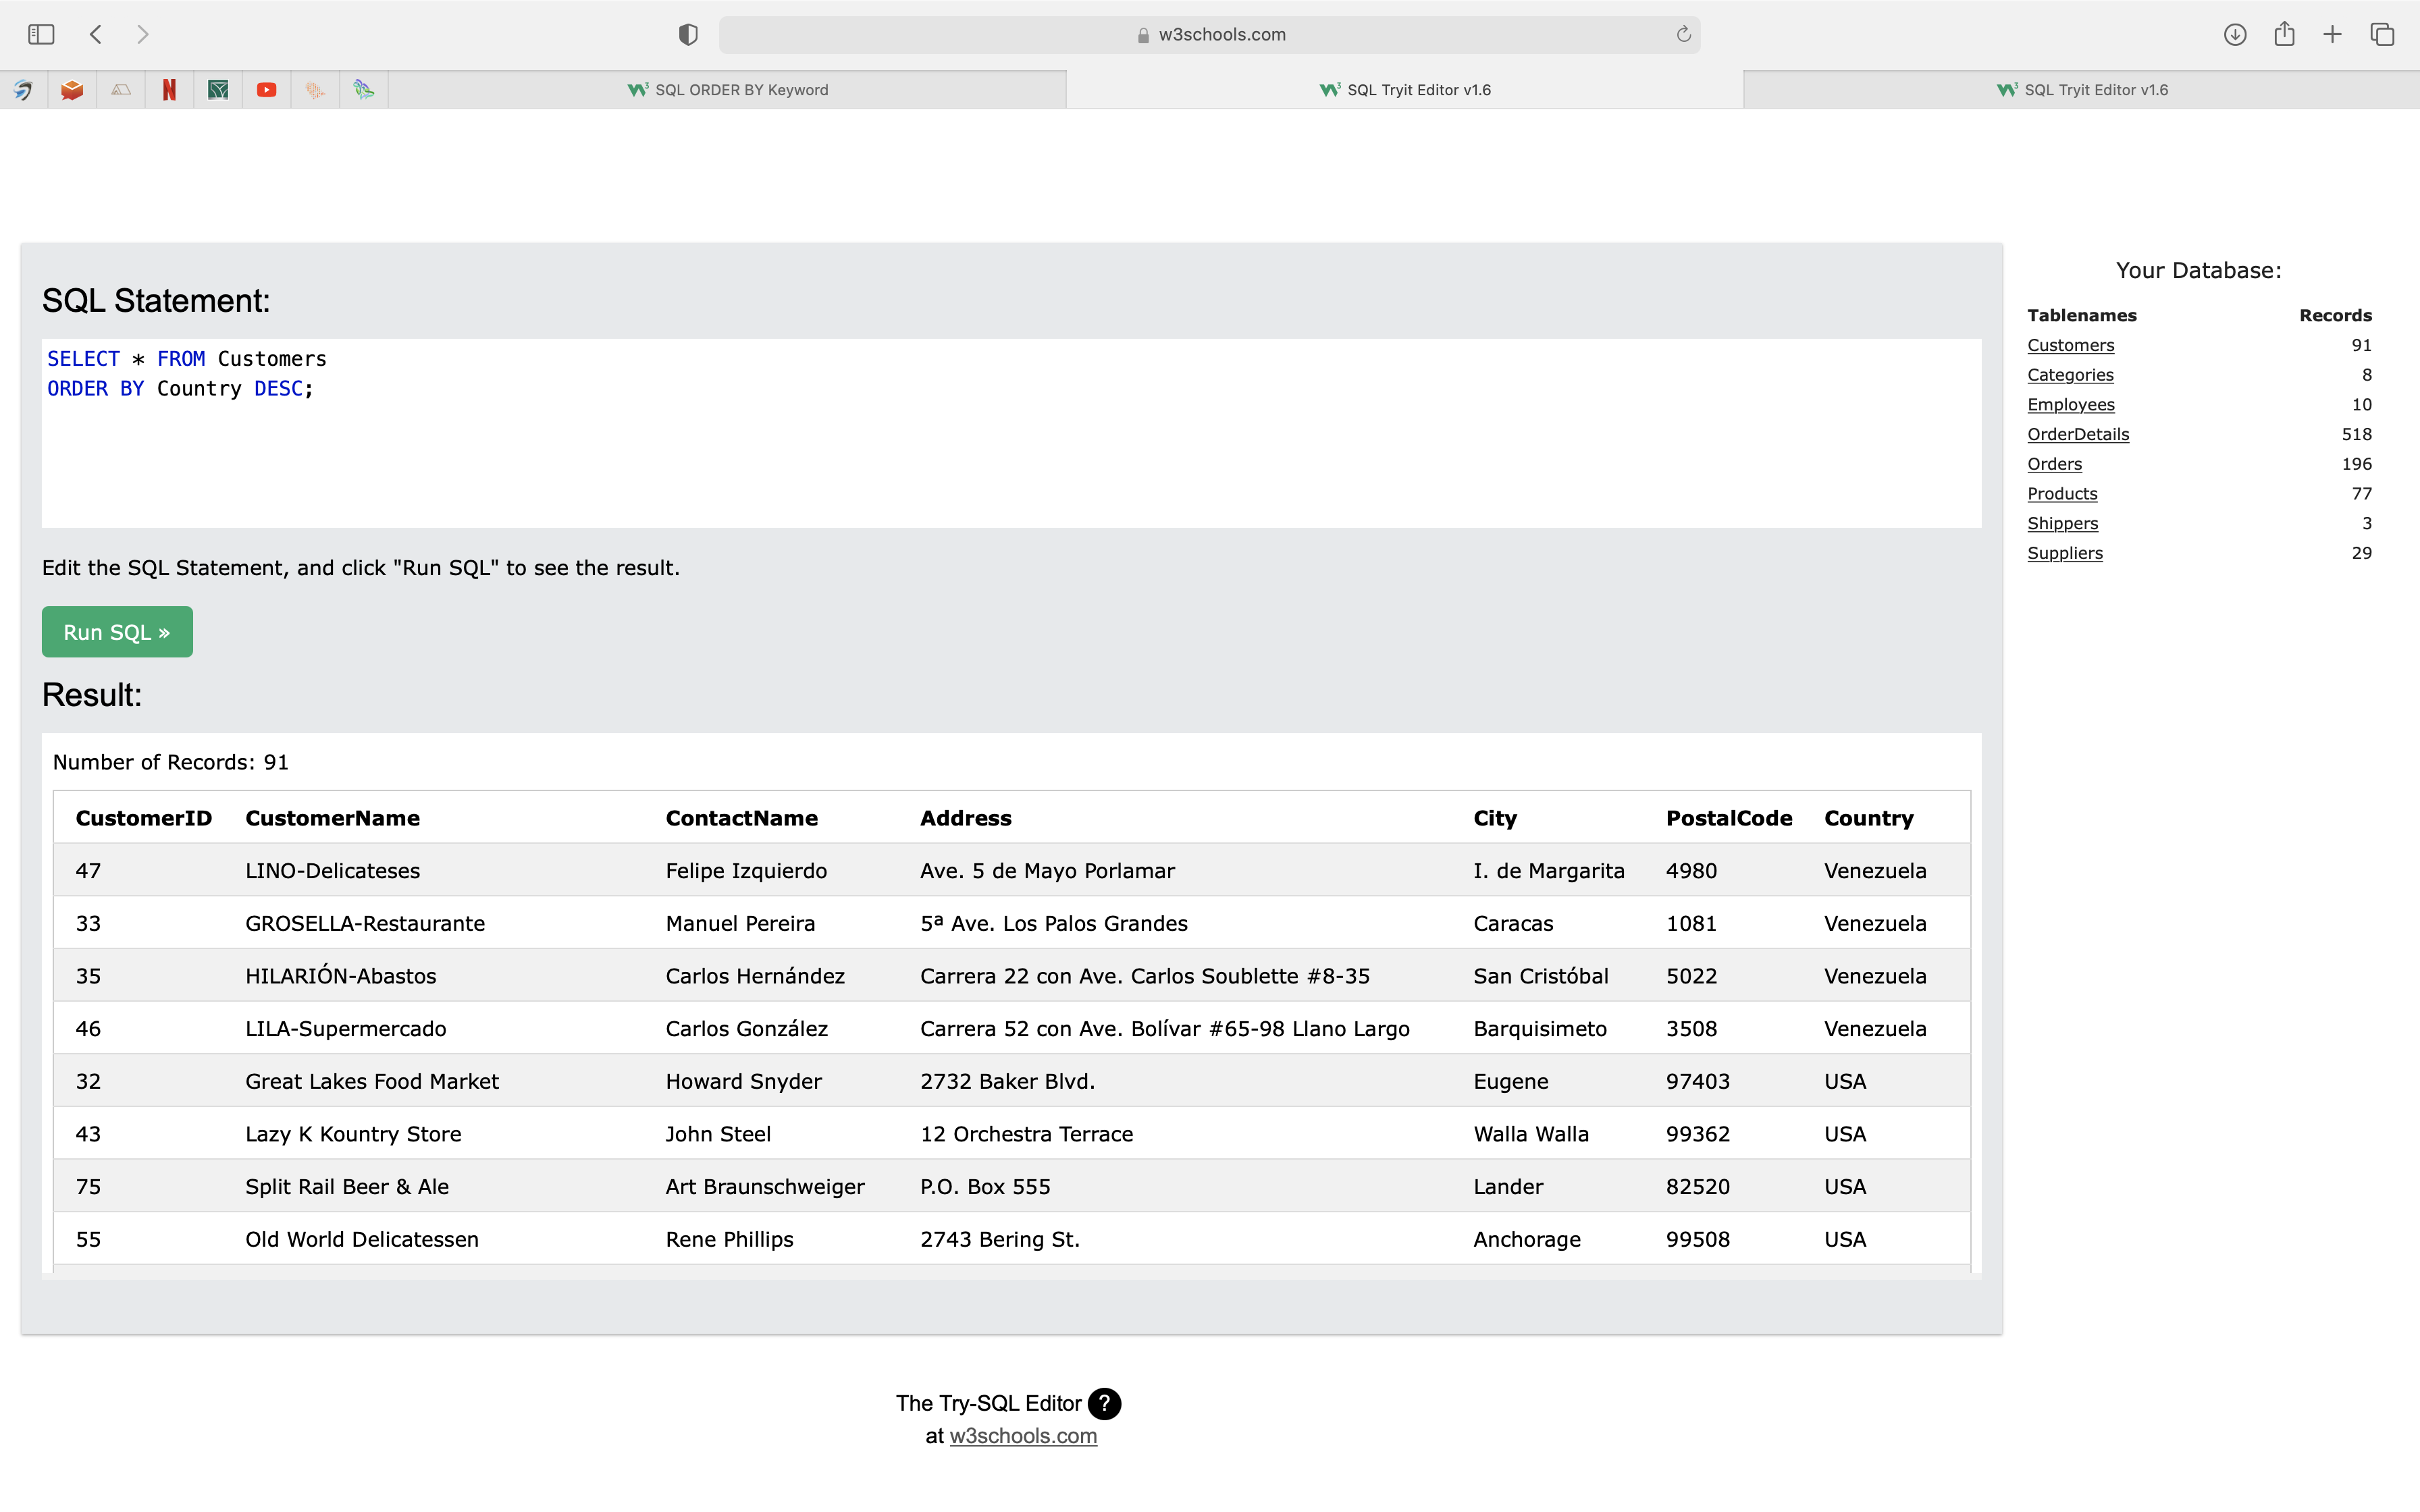 w3schools.com
SQL ORDER BY Keyword
SQL Tryit Editor v1.6
SQL Tryit Editor v1.6
SQL Statement:
SELECT * FROM Customers
ORDER BY Country DESC;
Edit the SQL Statement, and click "Run SQL" to see the result.
Run SQL »
Result:
Number of Records: 91
CustomerID CustomerName ContactName Address City PostalCode Country
47 LINO-Delicateses Felipe Izquierdo Ave. 5 de Mayo Porlamar I. de Margarita 4980 Venezuela
33 GROSELLA-Restaurante Manuel Pereira 5ª Ave. Los Palos Grandes Caracas 1081 Venezuela
35 HILARIÓN-Abastos Carlos Hernández Carrera 22 con Ave. Carlos Soublette #8-35 San Cristóbal 5022 Venezuela
46 LILA-Supermercado Carlos González Carrera 52 con Ave. Bolívar #65-98 Llano Largo Barquisimeto 3508 Venezuela
32 Great Lakes Food Market Howard Snyder 2732 Baker Blvd. Eugene 97403 USA
43 Lazy K Kountry Store John Steel 12 Orchestra Terrace Walla Walla 99362 USA
75 Split Rail Beer & Ale Art Braunschweiger P.O. Box 555 Lander 82520 USA
55 Old World Delicatessen Rene Phillips 2743 Bering St. Anchorage 99508 USA
Your Database:
Tablenames Records
Customers 91
Categories 8
Employees 10
OrderDetails 518
Orders 196
Products 77
Shippers 3
Suppliers 29
The Try-SQL Editor ?
at w3schools.com